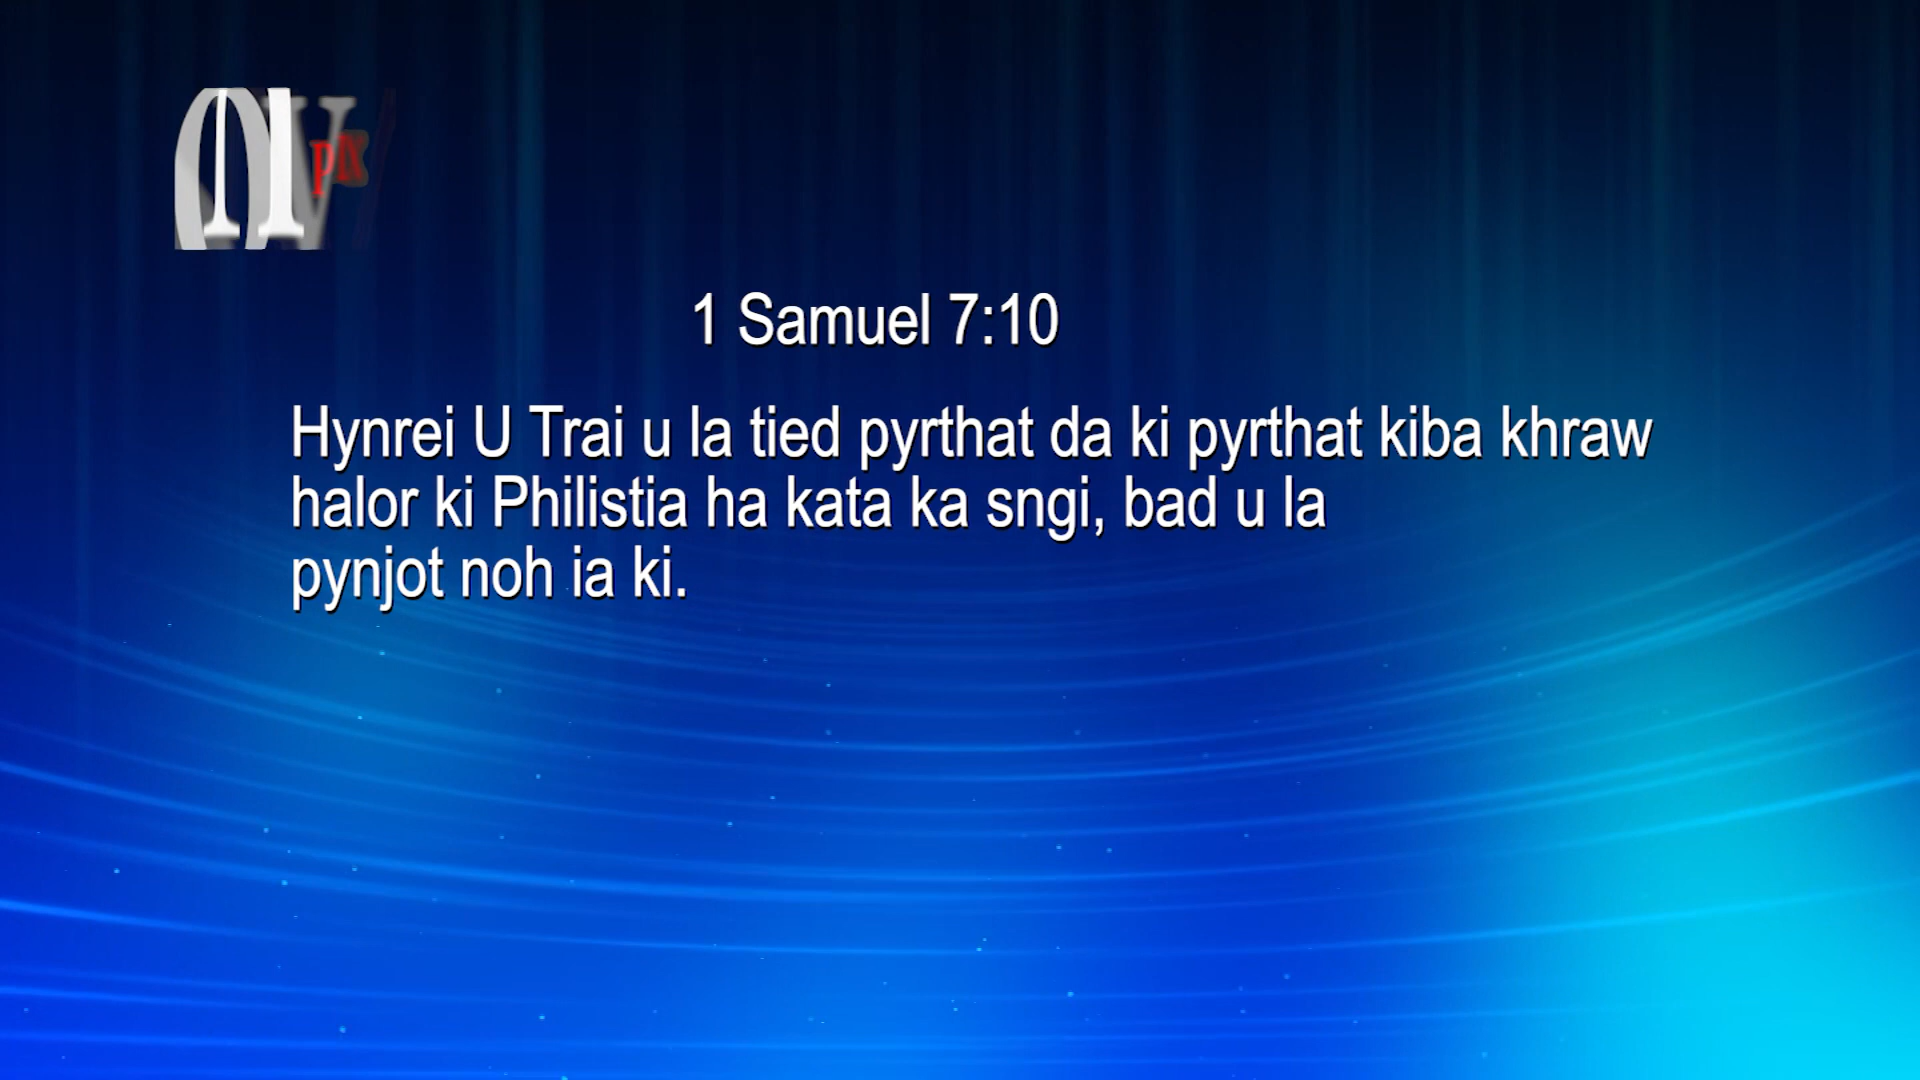 1 Samuel 7:10
Hynrei U Trai u la tied pyrthat da ki pyrthat kiba khraw
halor ki Philistia ha kata ka sngi, bad u la
pynjot noh ia ki.